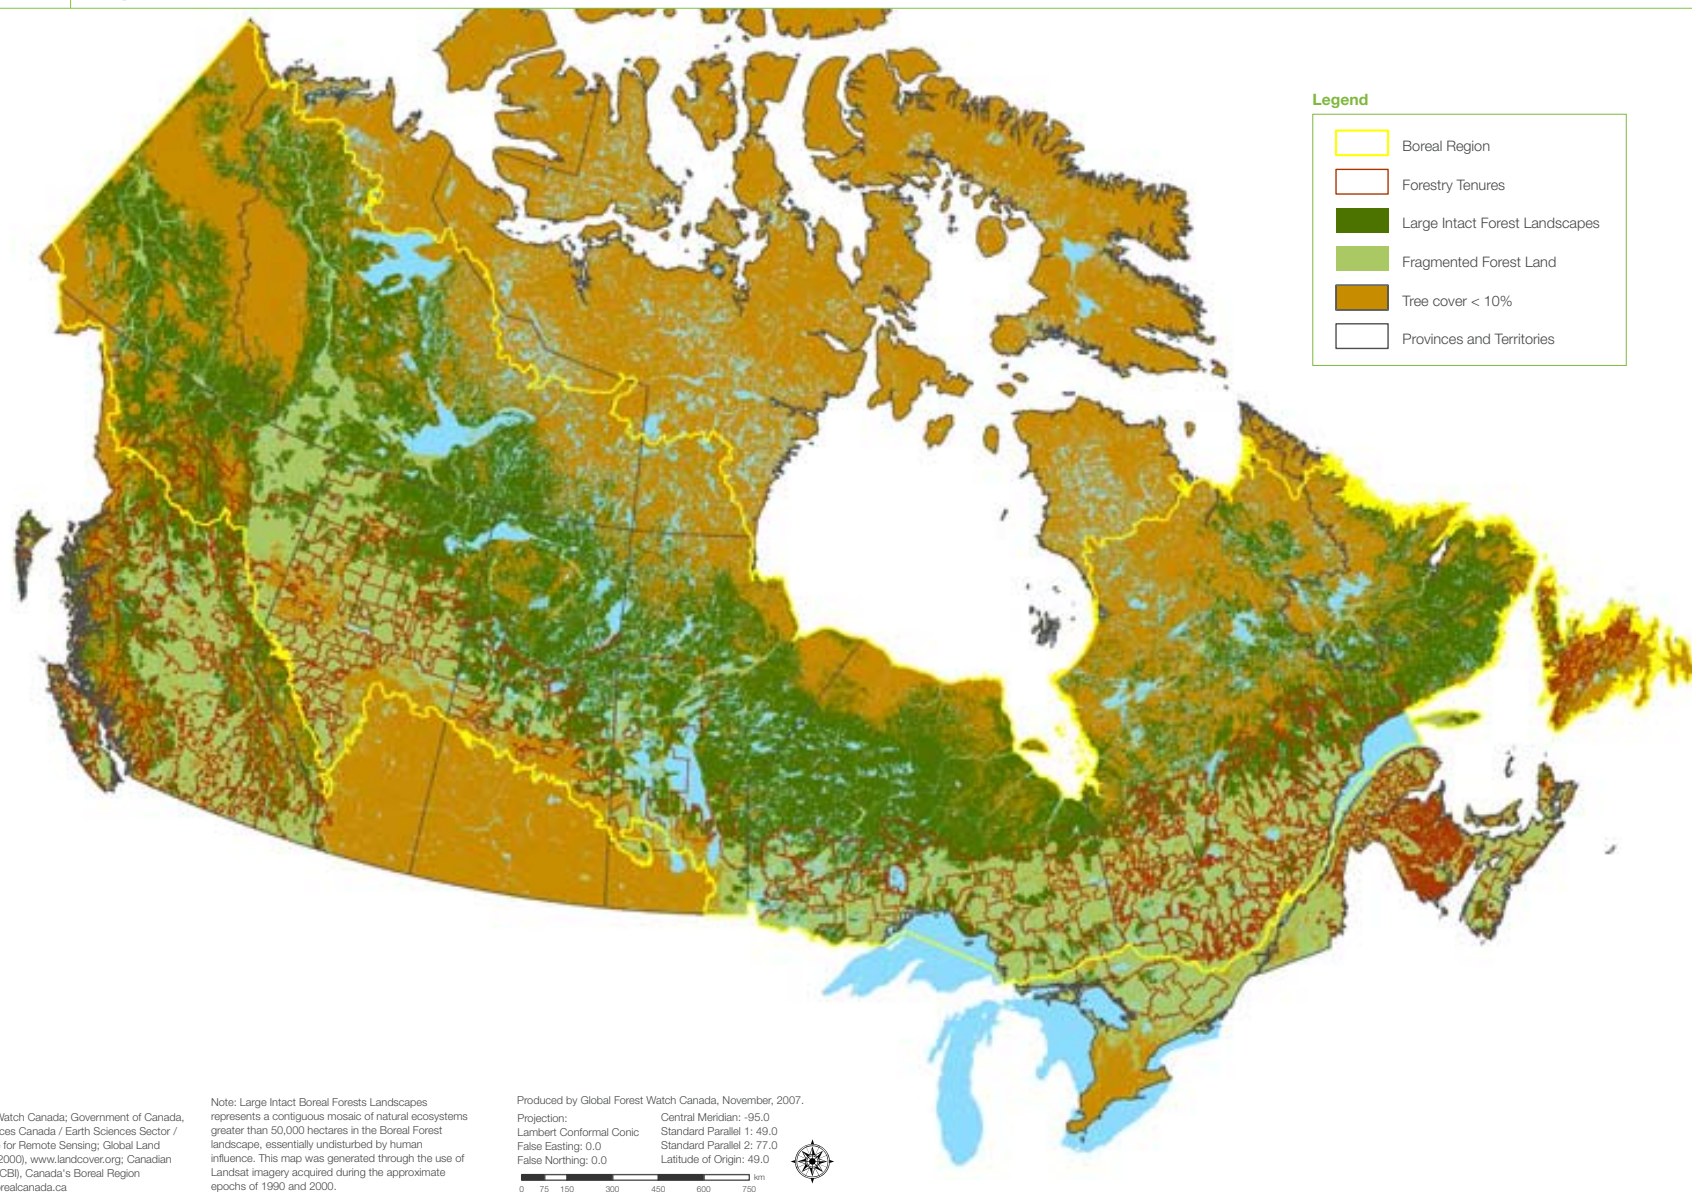 Legend
Boreal Region
Forestry Tenures
Large Intact Forest Landscapes
Fragmented Forest Land
Tree cover < 10%
Provinces and Territories
Watch Canada; Government of Canada,
ces Canada / Earth Sciences Sector /
for Remote Sensing; Global Land
2000), www.landcover.org; Canadian
CBI), Canada's Boreal Region
orealcanada.ca
Note: Large Intact Boreal Forests Landscapes
represents a contiguous mosaic of natural ecosystems
greater than 50,000 hectares in the Boreal Forest
landscape, essentially undisturbed by human
influence. This map was generated through the use of
Landsat imagery acquired during the approximate
epochs of 1990 and 2000.
Produced by Global Forest Watch Canada, November, 2007.
Projection:
Lambert Conformal Conic
False Easting: 0.0
False Northing: 0.0
Central Meridian: -95.0
Standard Parallel 1: 49.0
Standard Parallel 2: 77.0
Latitude of Origin: 49.0
km
0 75 150 300 450 600 750